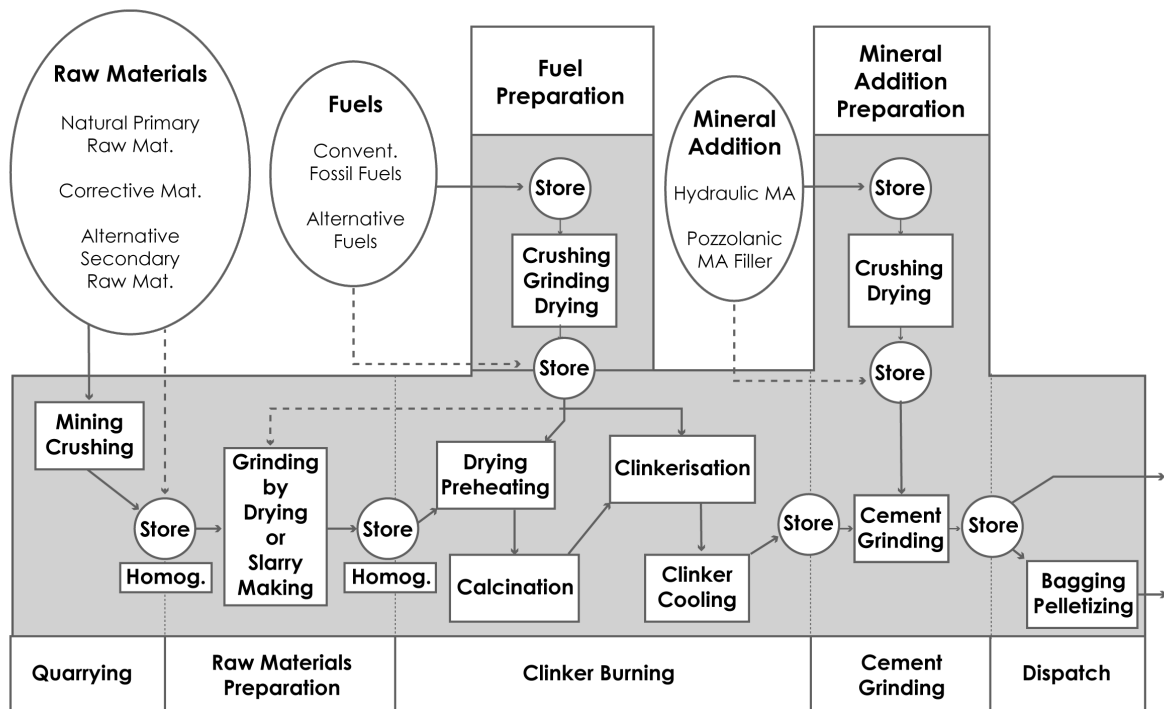 Raw Materials
Natural Primary
Raw Mat.
Corrective Mat.
Alternative
Secondary
Raw Mat.
Fuels
Convent.
Fossil Fuels
Alternative
Fuels
Fuel
Preparation
Store
Crushing
Grinding
Drying
Store
Mineral
Addition
Hydraulic MA
Pozzolanic
MA Filler
Mineral
Addition
Preparation
Store
Crushing
Drying
Store
Mining
Crushing
Store
Homog.
Grinding
by
Drying
or
Slarry
Making
Store
Homog.
Drying
Preheating
Calcination
Clinkerisation
Clinker
Cooling
Store
Cement
Grinding
Store
Bagging
Pelletizing
Quarrying
Raw Materials
Preparation
Clinker Burning
Cement
Grinding
Dispatch